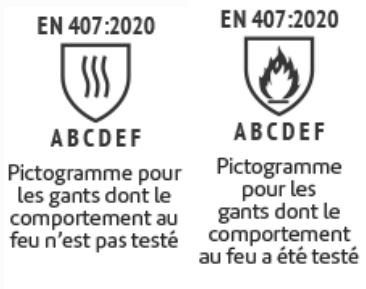 EN 407:2020
ABCDEF
Pictogramme pour
les gants dont le
comportement au
feu n'est pas testé
EN 407:2020
ABCDEF
Pictogramme
pour les
gants dont le
comportement
au feu a été testé